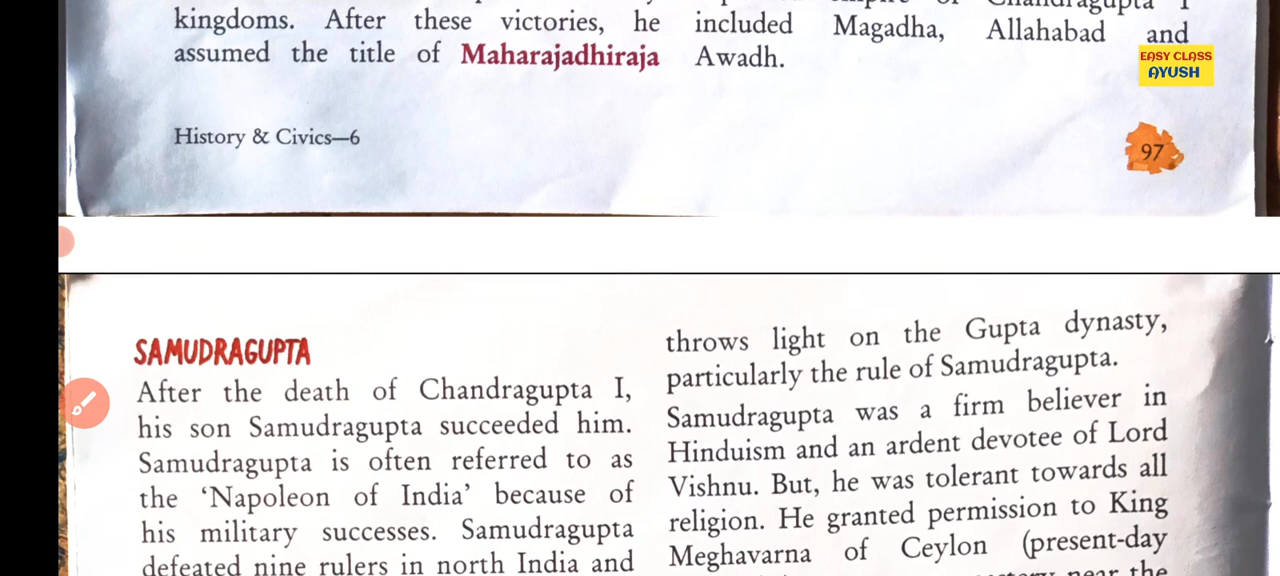 kingdoms. After these victories, he
assumed the title of Maharajadhiraja
included Magadha, Allahabad and
Awadh.
EASY CLASS
AYUSH
History & Civics—6
97
SAMUDRAGUPTA
After the death of Chandragupta I,
his son Samudragupta succeeded him.
Samudragupta is often referred to as
the ‘Napoleon of India’ because of
his military successes. Samudragupta
defeated nine rulers in north India and
throws light on the Gupta dynasty,
particularly the rule of Samudragupta.
Samudragupta was a firm believer in
Hinduism and an ardent devotee of Lord
Vishnu. But, he was tolerant towards all
religion. He granted permission to King
Meghavarna of Ceylon (present-day
near the